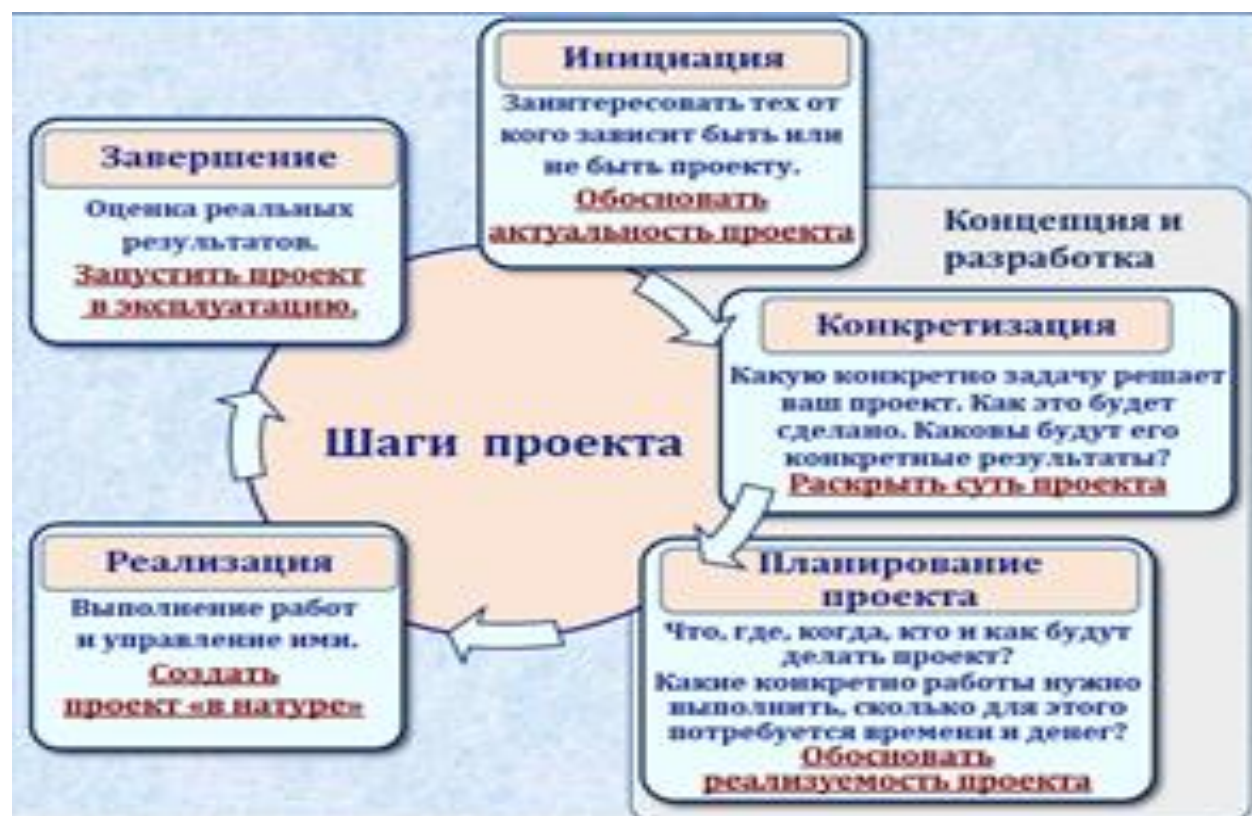 Инициация
Заинтересовать тех от
кого зависит быть или
не быть проекту.
Обосновать
актуальность проекта
Концепция и
разработка
Конкретизация
Какую конкретно задачу решает
ваш проект. Как это будет
сделано. Каковы будут его
конкретные результаты?
Раскрыть суть проекта
Планирование
проекта
Что, где, когда, кто и как будут
делать проект?
Какие конкретно работы нужно
выполнить, сколько для этого
потребуется времени и денег?
Обосновать
реализуемость проекта
Реализация
Выполнение работ
и управление ими.
Создать
проект «в натуре»
Завершение
Оценка реальных
результатов.
Запустить проект
в эксплуатацию.
Шаги проекта